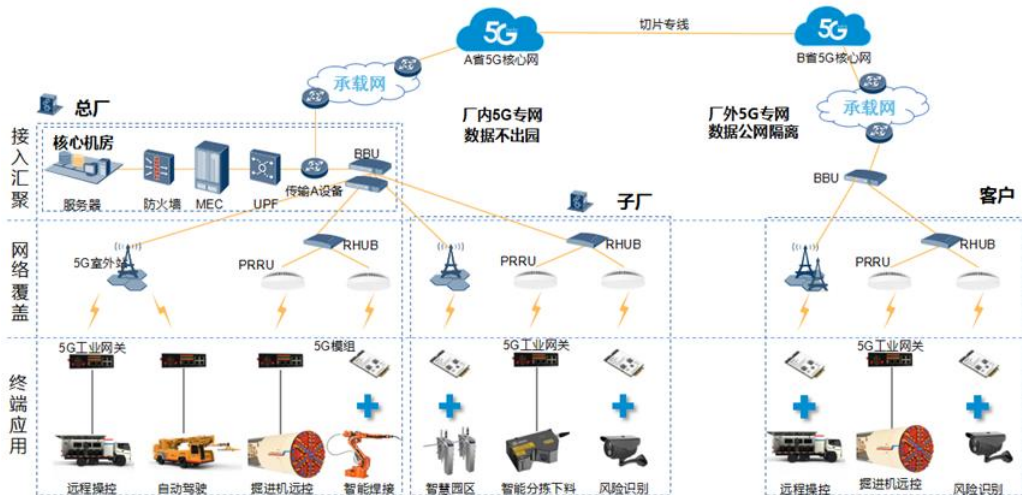 5G
切片专线
5G
A省5G核心网
B省5G核心网
承载网
承载网
总厂
厂内5G专网
数据不出园
厂外5G专网
数据公网隔离
接入汇聚
核心机房
服务器
防火墙
MEC
UPF
传输A设备
BBU
BBU
子厂
客户
网络覆盖
5G室外站
PRRU
RHUB
PRRU
RHUB
PRRU
RHUB
终端应用
5G工业网关
5G模组
5G工业网关
5G工业网关
远程操控
自动驾驶
掘进机远控
智能焊接
智慧园区
智能分拣下料
风险识别
远程操控
掘进机远控
风险识别